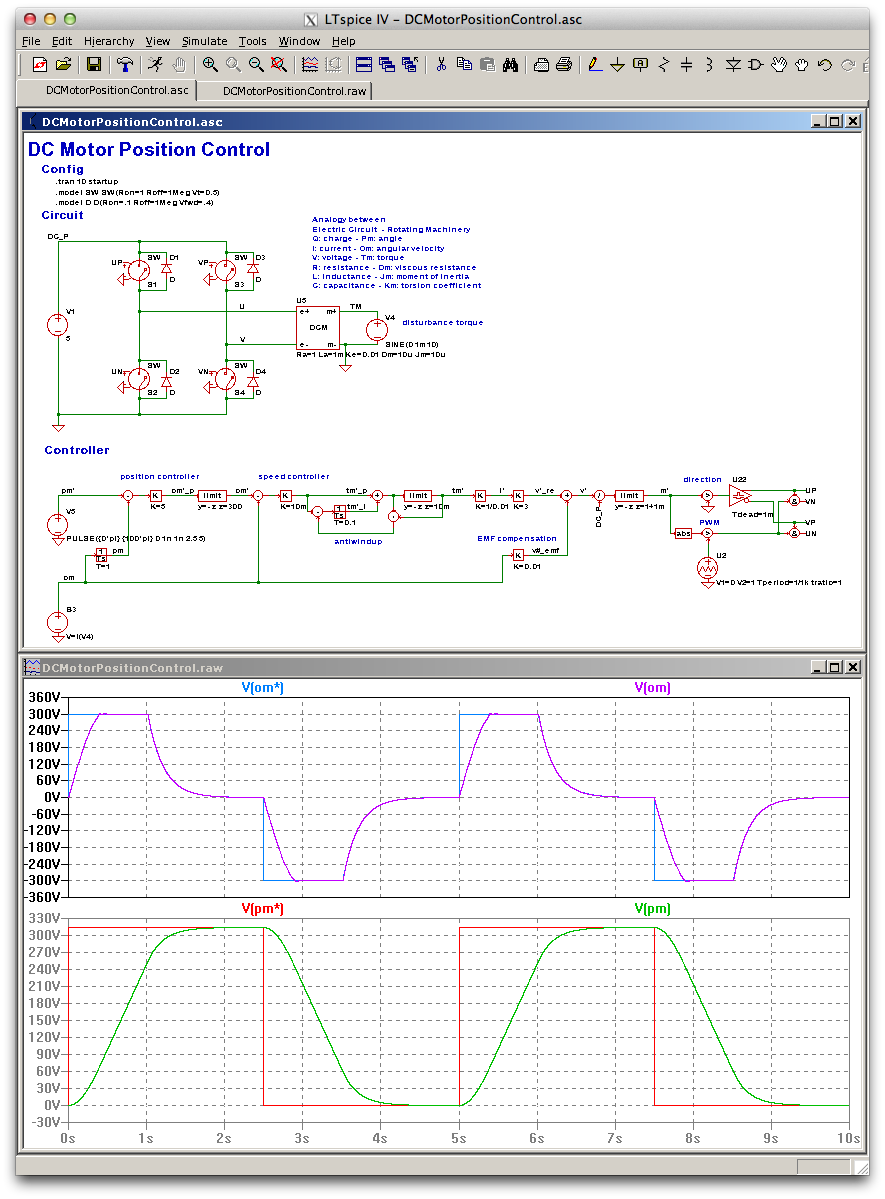 LTspice IV – DCMotorPositionControl.asc
File Edit Hierarchy View Simulate Tools Window Help
DCMotorPositionControl.asc DCMotorPositionControl.raw
DCMotorPositionControl.asc
DC Motor Position Control
Config
.tran 10 startup
.model SW SW(Ron=.1 Roff=1Meg Vt=0.5)
.model D D(Ron=.1 Roff=1Meg Vfwd=.4)
Circuit
Analogy between
Electric Circuit - Rotating Machinery
Q: charge - Pm: angle
I: current - Om: angular velocity
V: voltage - Tm: torque
R: resistance - Dm: viscous resistance
L: inductance - Jm: moment of inertia
C: capacitance - Km: torsion coefficient
DC_P
UP SW D1 VP SW D3
S1 D S3 D
U5
U e+ m+ TM V4
V1 DCM disturbance torque
5 V e- m- SINE(0 1m 10)
Ra=1 La=1m Ke=0.01 Dm=10u Jm=10u
UN SW D2 VN SW D4
S2 D S4 D
Controller
position controller speed controller direction
pm* K om*_p limit om* K tm*_p limit tm* K i* K v*_re v* limit m* U22 UP
K=5 y=-z z=300 K=10m tm*_i y=-z z=10m K=1/0.01 K=3 DC_P y=-z z=1+1m Tdead=1m VN
V5 1 Ts T=0.1 VP
PULSE({0*pi} {100*pi} 0 1n 1n 2.5 5) antiwindup EMF compensation PWM abs UN
1 Ts pm K v#_emf U2
T=1 K=0.01
om V1=0 V2=1 Tperiod=1/1k tratio=1
B3
V=I(V4)
DCMotorPositionControl.raw
V(om*) V(om)
360V
300V
240V
180V
120V
60V
0V
-60V
-120V
-180V
-240V
-300V
-360V
V(pm*) V(pm)
330V
300V
270V
240V
210V
180V
150V
120V
90V
60V
30V
0V
-30V
0s 1s 2s 3s 4s 5s 6s 7s 8s 9s 10s